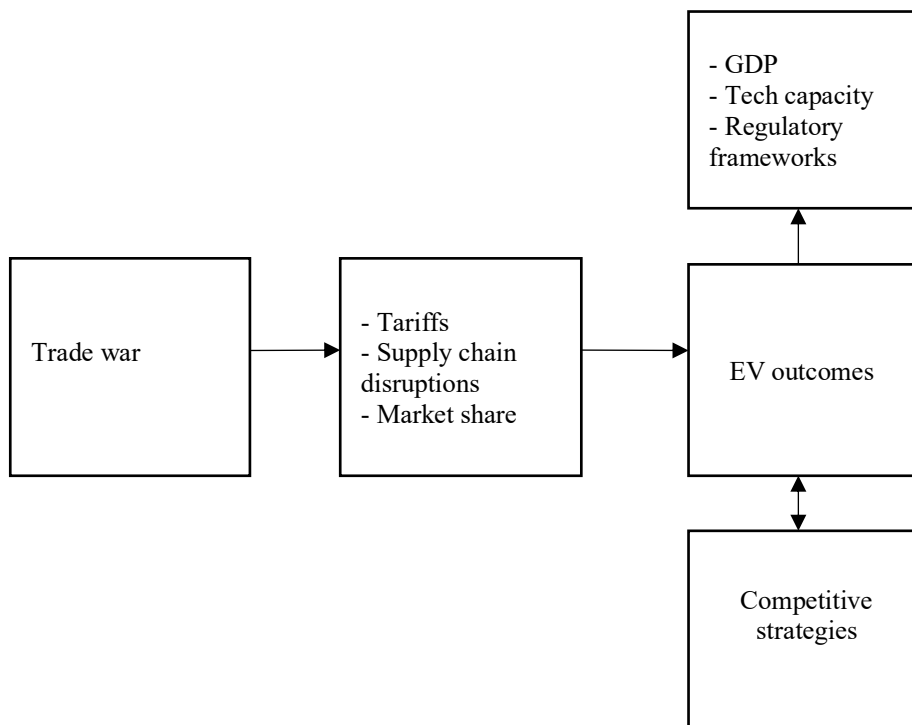 - GDP
- Tech capacity
- Regulatory
frameworks
Trade war
- Tariffs
- Supply chain
disruptions
- Market share
EV outcomes
Competitive
strategies